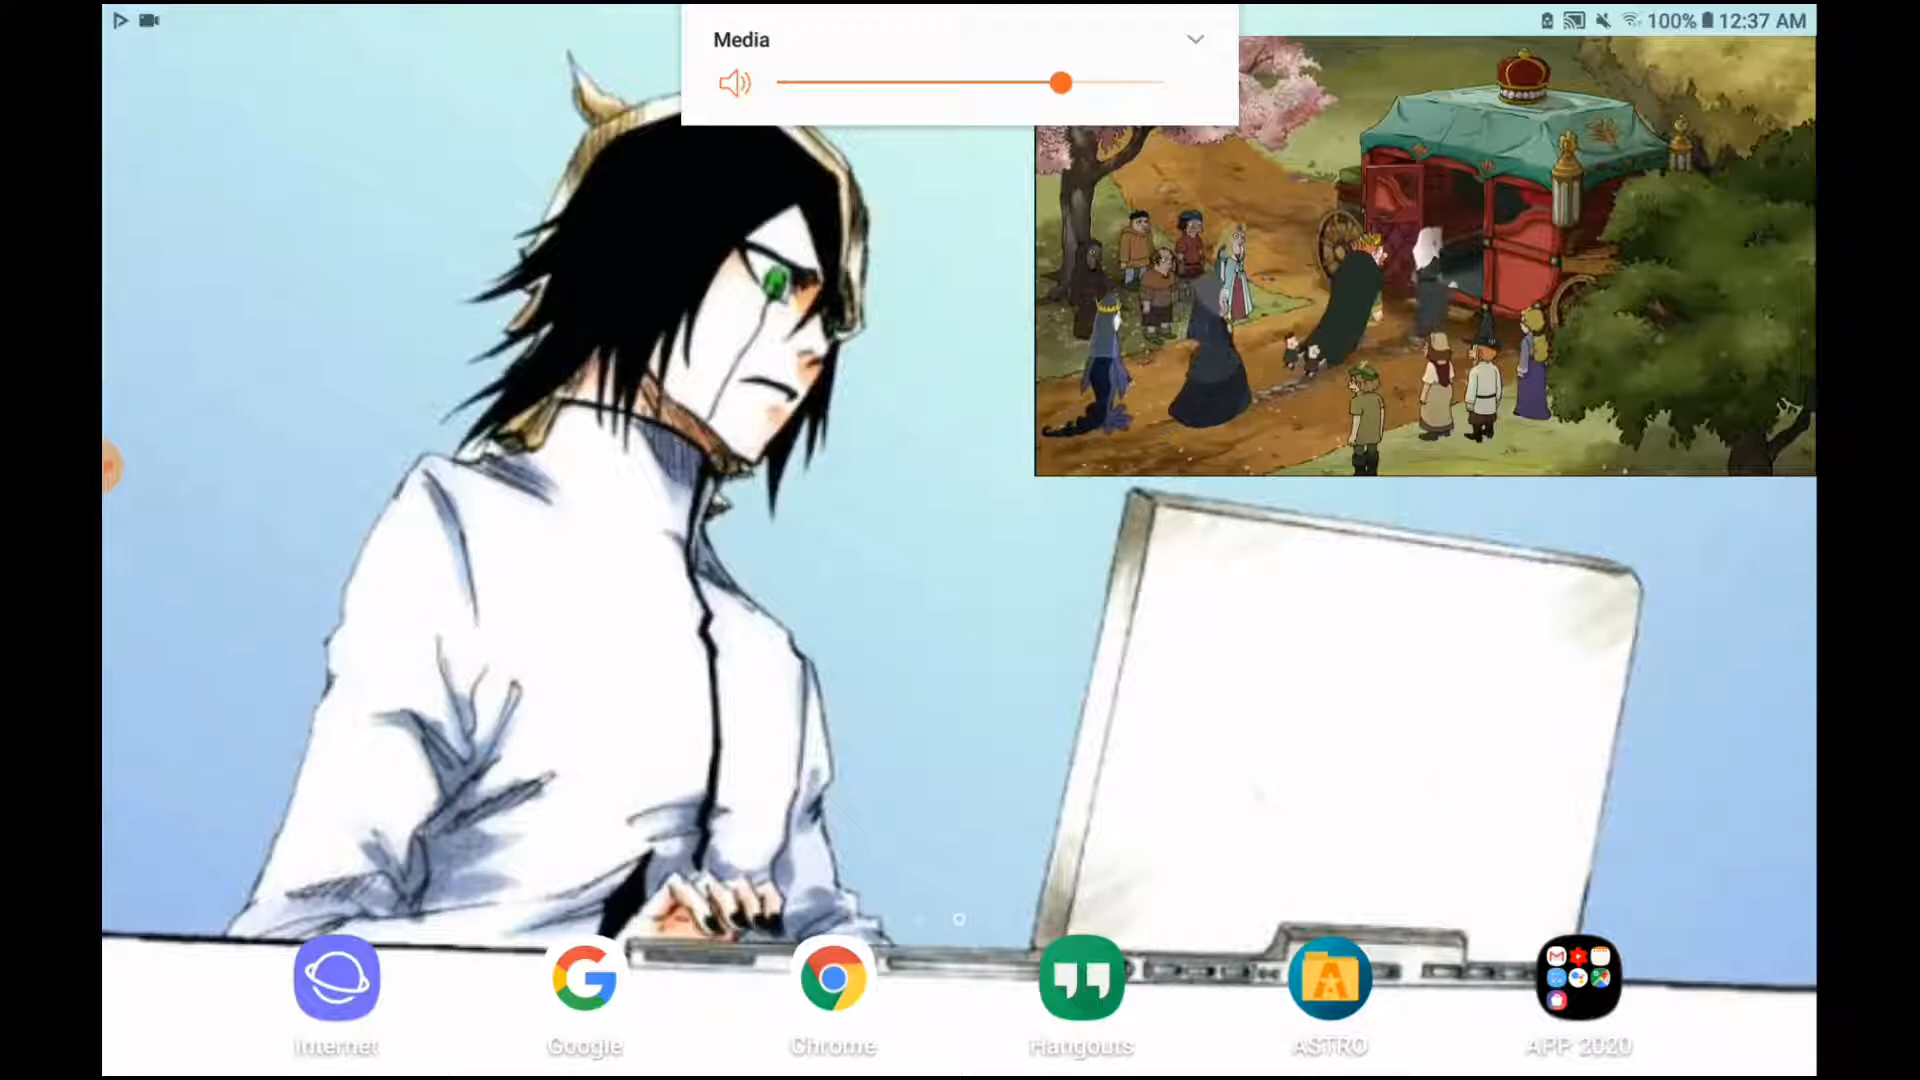 100% 12:37 AM
Media
Internet
Google
Chrome
Hangouts
ASTRO
APP 2020